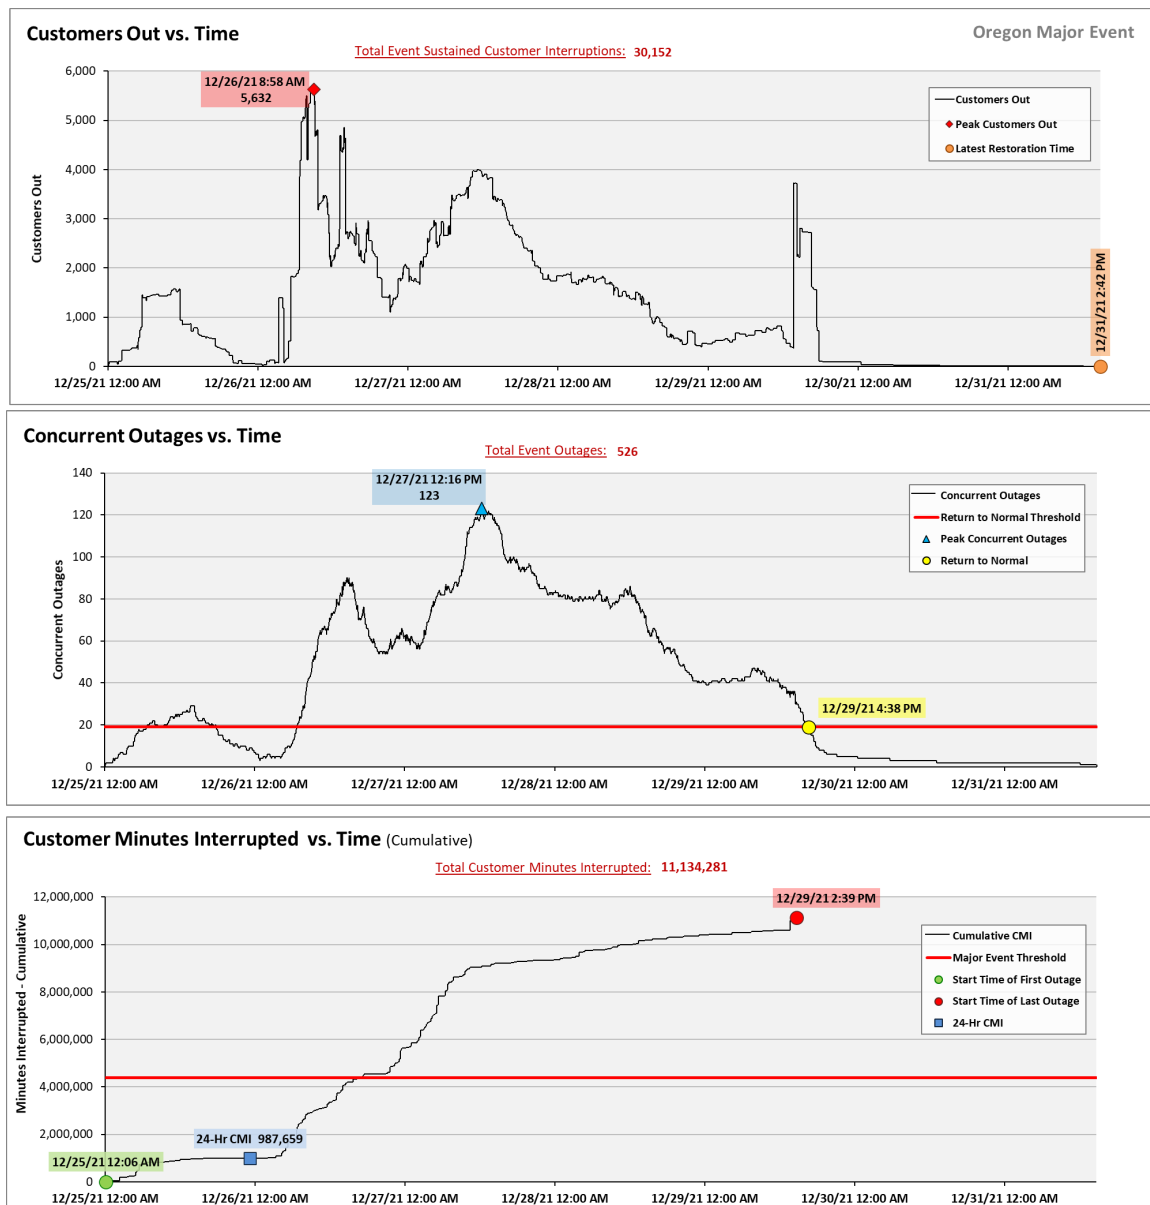 Customers Out vs. Time
Oregon Major Event
Total Event Sustained Customer Interruptions: 30,152
6,000
5,000
4,000
3,000
2,000
1,000
0
Customers Out
12/26/21 8:58 AM
5,632
Customers Out
Peak Customers Out
Latest Restoration Time
12/31/21 2:42 PM
12/25/21 12:00 AM
12/26/21 12:00 AM
12/27/21 12:00 AM
12/28/21 12:00 AM
12/29/21 12:00 AM
12/30/21 12:00 AM
12/31/21 12:00 AM
Concurrent Outages vs. Time
Total Event Outages: 526
140
120
100
80
60
40
20
0
Concurrent Outages
12/27/21 12:16 PM
123
Concurrent Outages
Return to Normal Threshold
Peak Concurrent Outages
Return to Normal
12/29/21 4:38 PM
12/25/21 12:00 AM
12/26/21 12:00 AM
12/27/21 12:00 AM
12/28/21 12:00 AM
12/29/21 12:00 AM
12/30/21 12:00 AM
12/31/21 12:00 AM
Customer Minutes Interrupted vs. Time (Cumulative)
Total Customer Minutes Interrupted: 11,134,281
12,000,000
10,000,000
8,000,000
6,000,000
4,000,000
2,000,000
0
Minutes Interrupted - Cumulative
12/29/21 2:39 PM
Cumulative CMI
Major Event Threshold
Start Time of First Outage
Start Time of Last Outage
24-Hr CMI
24-Hr CMI 987,659
12/25/21 12:06 AM
12/25/21 12:00 AM
12/26/21 12:00 AM
12/27/21 12:00 AM
12/28/21 12:00 AM
12/29/21 12:00 AM
12/30/21 12:00 AM
12/31/21 12:00 AM